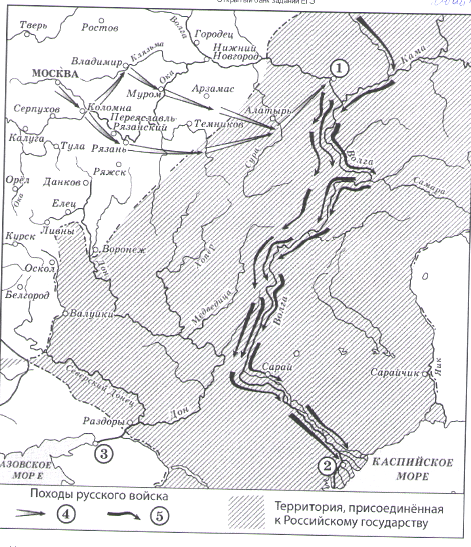 Открытый банк заданий ЕГЭ
Тверь
Ростов
Волга
Городец
Нижний
Новгород
Клязьма
Владимир
Кама
1
МОСКВА
Ока
Муром
Арзамас
Коломна
Серпухов
Переяславль
Рязанский
Алатырь
Темников
Калуга
Тула
Рязань
Сура
Волга
Ряжск
Самара
Орёл
Данков
Ока
Елец
Ливны
Курск
Воронеж
Хопёр
Дон
Оскол
Медведица
Волга
Белгород
Валуйки
Сарай
Сарайчик
Яик
Северский Донец
Дон
Раздоры
3
2
АЗОВСКОЕ
МОРЕ
КАСПИЙСКОЕ
МОРЕ
Походы русского войска
4
5
Территория, присоединённая
к Российскому государству